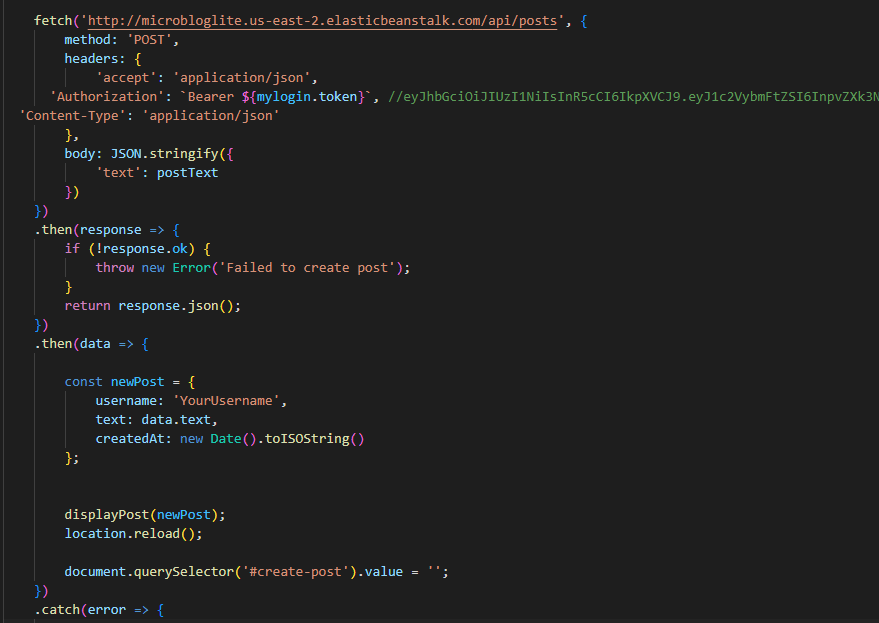 fetch('http://microbloglite.us-east-2.elasticbeanstalk.com/api/posts', {
method: 'POST',
headers: {
'accept': 'application/json',
'Authorization': `Bearer ${mylogin.token}`, //eyJhbGciOiJIUzI1NiIsInR5cCI6IkpXVCJ9.eyJ1c2VybmFtZSI6InpvZXk3N
'Content-Type': 'application/json'
},
body: JSON.stringify({
'text': postText
})
})
.then(response => {
if (!response.ok) {
throw new Error('Failed to create post');
}
return response.json();
})
.then(data => {
const newPost = {
username: 'YourUsername',
text: data.text,
createdAt: new Date().toISOString()
};
displayPost(newPost);
location.reload();
document.querySelector('#create-post').value = '';
})
.catch(error => {